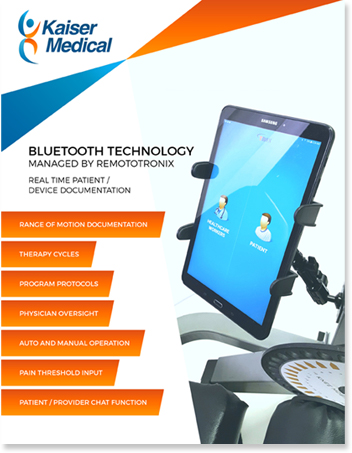 Kaiser
Medical
BLUETOOTH TECHNOLOGY
MANAGED BY REMOTOTRONIX
REAL TIME PATIENT /
DEVICE DOCUMENTATION
SAMSUNG
HEALTHCARE
WORKERS
PATIENT
RANGE OF MOTION DOCUMENTATION
THERAPY CYCLES
PROGRAM PROTOCOLS
PHYSICIAN OVERSIGHT
AUTO AND MANUAL OPERATION
PAIN THRESHOLD INPUT
PATIENT / PROVIDER CHAT FUNCTION